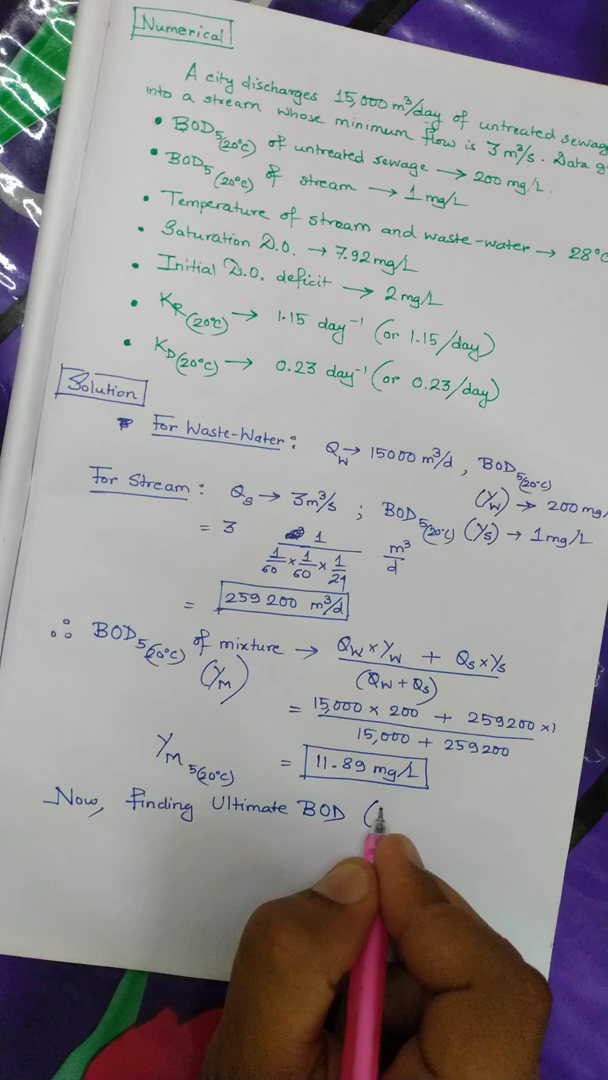 Numerical
A city discharges 15,000 m³/day of untreated sewag
into a stream whose minimum flow is 3 m³/s. Data g
• BOD5(20°C) of untreated sewage → 200 mg/L.
• BOD5(20°C) of stream → 1 mg/L
• Temperature of stream and waste-water → 28°C
• Saturation D.O. → 7.92 mg/L
• Initial D.O. deficit → 2 mg/L
• KR(20°C) → 1.15 day⁻¹ (or 1.15/day)
• KD(20°C) → 0.23 day⁻¹ (or 0.23/day)
Solution
For Waste-Water: QW → 15000 m³/d, BOD5(20°C)
(YW) → 200 mg/
For Stream: QS → 3 m³/s ; BOD5(20°C) (YS) → 1 mg/L
= 3 1 / (1/60 × 1/60 × 1/24) m³/d
= 259200 m³/d
∴ BOD5(20°C) of mixture → QW × YW + QS × YS / (QW + QS)
(YM)
= 15,000 × 200 + 259200 × 1 / 15,000 + 259200
YM5(20°C) = 11.89 mg/L
Now, finding Ultimate BOD (